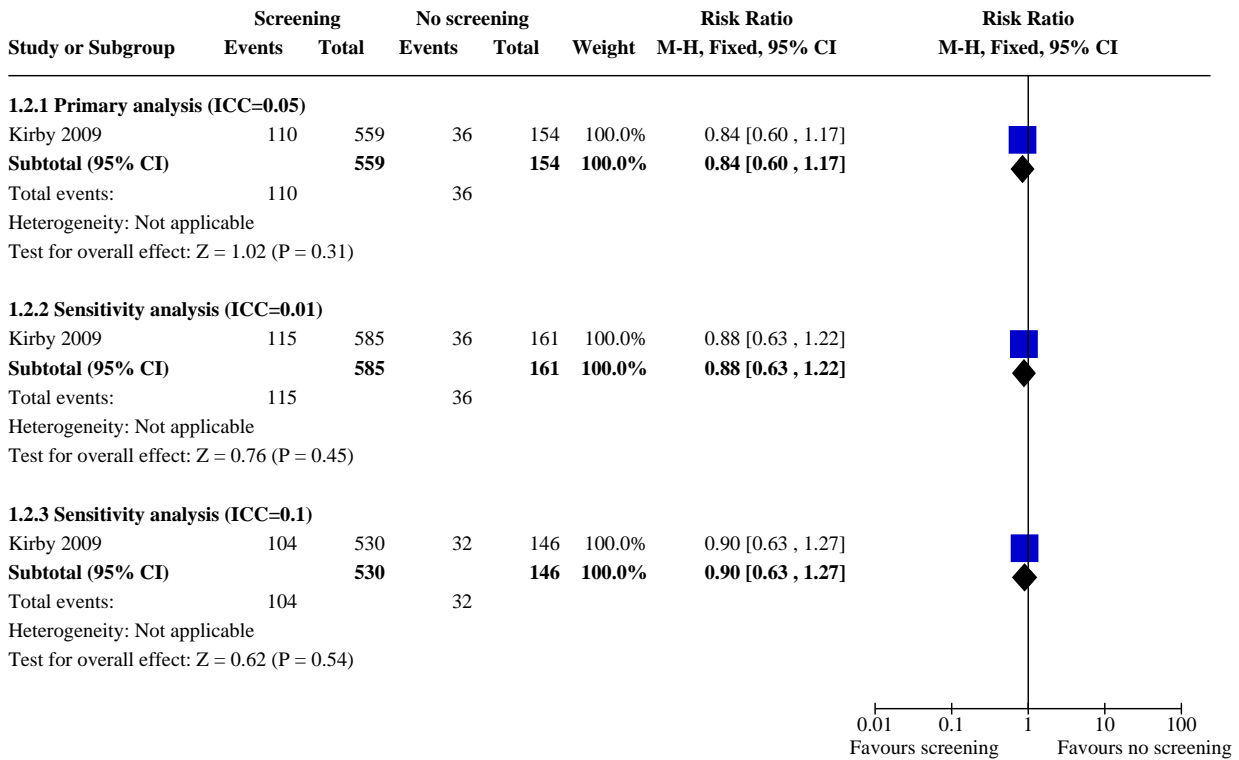 Screening No screening Risk Ratio Risk Ratio
Study or Subgroup Events Total Events Total Weight M-H, Fixed, 95% CI M-H, Fixed, 95% CI
1.2.1 Primary analysis (ICC=0.05)
Kirby 2009 110 559 36 154 100.0% 0.84 [0.60 , 1.17]
Subtotal (95% CI) 559 154 100.0% 0.84 [0.60 , 1.17]
Total events: 110 36
Heterogeneity: Not applicable
Test for overall effect: Z = 1.02 (P = 0.31)
1.2.2 Sensitivity analysis (ICC=0.01)
Kirby 2009 115 585 36 161 100.0% 0.88 [0.63 , 1.22]
Subtotal (95% CI) 585 161 100.0% 0.88 [0.63 , 1.22]
Total events: 115 36
Heterogeneity: Not applicable
Test for overall effect: Z = 0.76 (P = 0.45)
1.2.3 Sensitivity analysis (ICC=0.1)
Kirby 2009 104 530 32 146 100.0% 0.90 [0.63 , 1.27]
Subtotal (95% CI) 530 146 100.0% 0.90 [0.63 , 1.27]
Total events: 104 32
Heterogeneity: Not applicable
Test for overall effect: Z = 0.62 (P = 0.54)
0.01 0.1 1 10 100
Favours screening Favours no screening